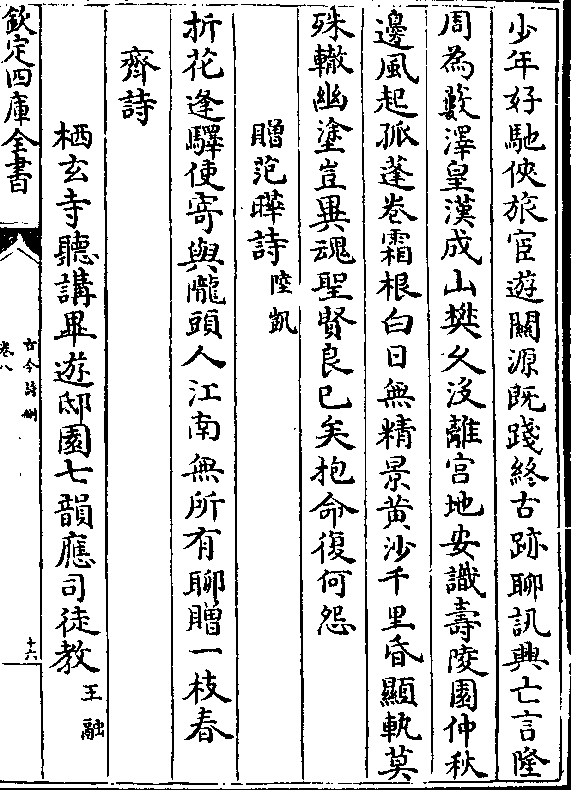 少年好馳俠旅宦遊關源既踐終古跡聊訊興亡言隆
周為藪澤皇漢成山樊久沒離宮地安識壽陵園仲秋
邊風起孤蓬卷霜根白日無精景黄沙千里昏顯軌莫
殊轍幽塗豈異魂聖賢良已矣抱命復何怨
贈范曄詩 陸凱
折花逢驛使寄與隴頭人江南無所有聊贈一枝春
齊詩
栖玄寺聽講畢遊邸園七韻應司徒教 王融
欽定四庫全書
古今詩刪
卷八
十六